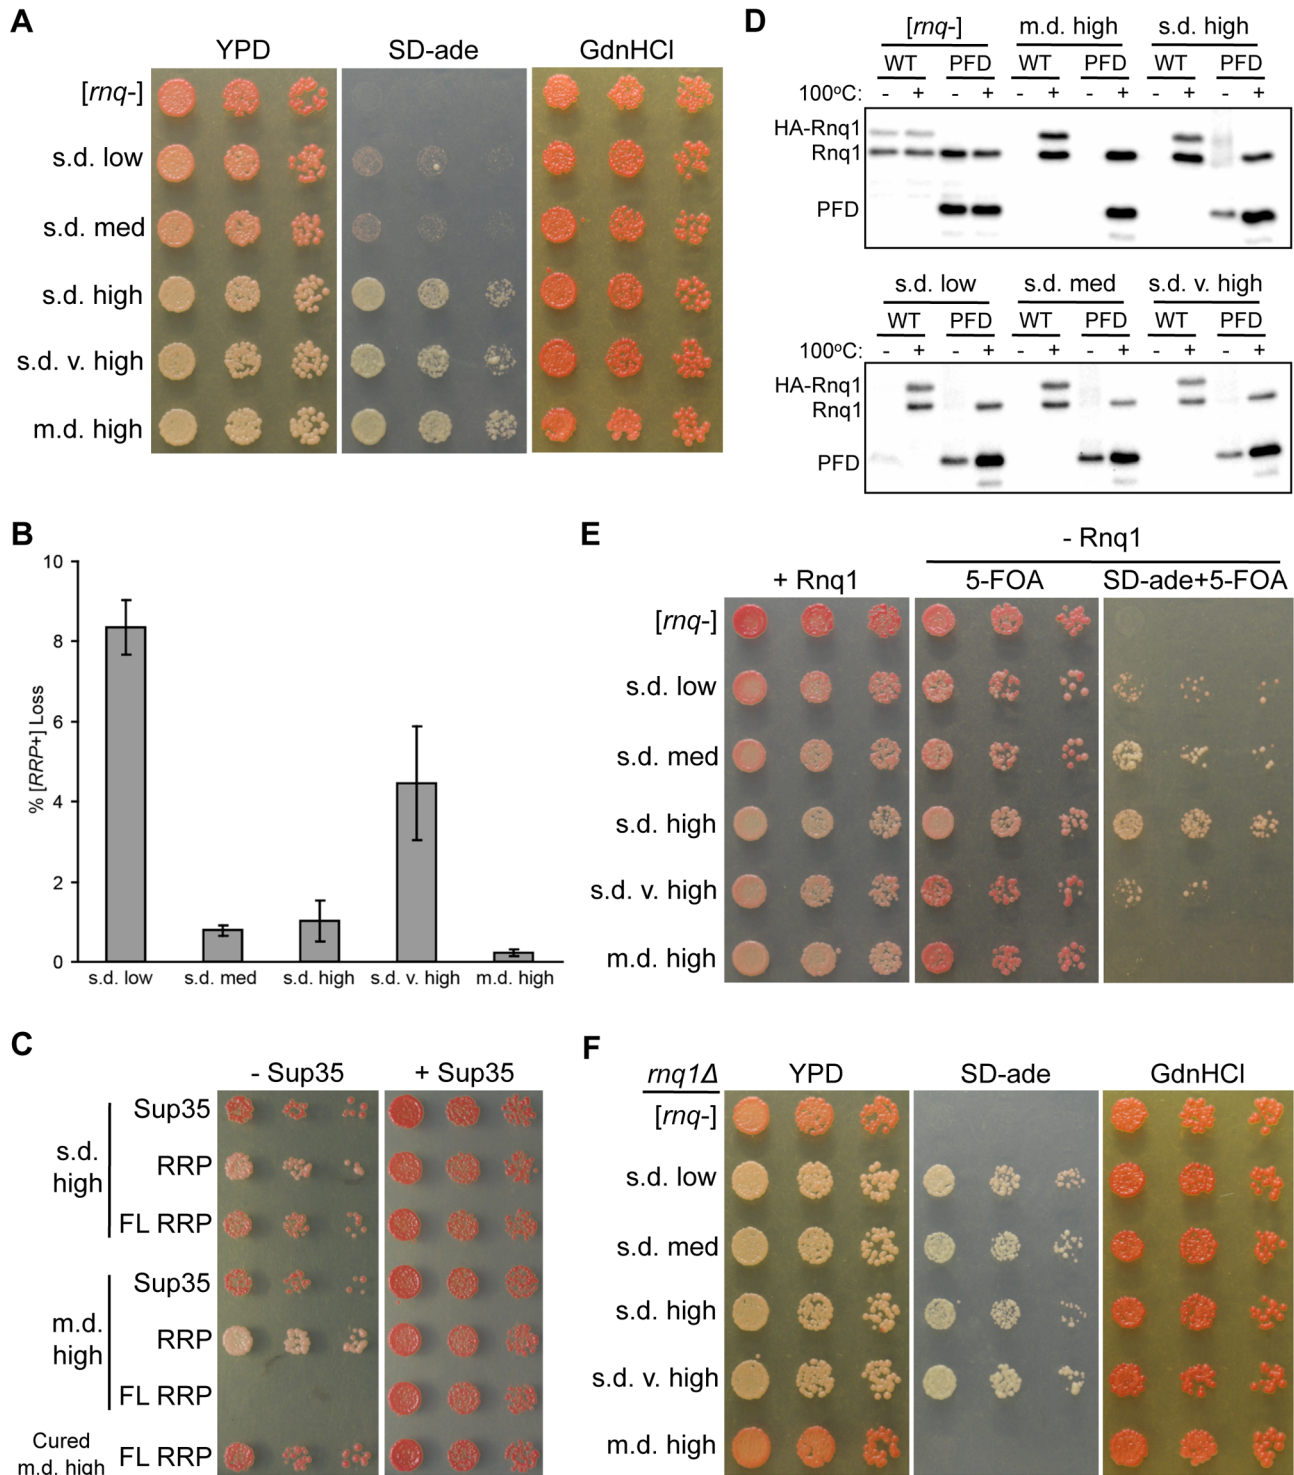 A
YPD SD-ade GdnHCl
[rnq-]
s.d. low
s.d. med
s.d. high
s.d. v. high
m.d. high
B
10
8
6
4
2
0
% [RRP+] Loss
s.d. low s.d. med s.d. high s.d. v. high m.d. high
C
- Sup35 + Sup35
s.d. high
Sup35
RRP
FL RRP
m.d. high
Sup35
RRP
FL RRP
Cured m.d. high
FL RRP
D
[rnq-] m.d. high s.d. high
WT PFD WT PFD WT PFD
100°C: - + - + - + - + - + - +
HA-Rnq1
Rnq1
PFD
s.d. low s.d. med s.d. v. high
WT PFD WT PFD WT PFD
100°C: - + - + - + - + - + - +
HA-Rnq1
Rnq1
PFD
E
- Rnq1
+ Rnq1 5-FOA SD-ade+5-FOA
[rnq-]
s.d. low
s.d. med
s.d. high
s.d. v. high
m.d. high
F
rnq1Δ YPD SD-ade GdnHCl
[rnq-]
s.d. low
s.d. med
s.d. high
s.d. v. high
m.d. high